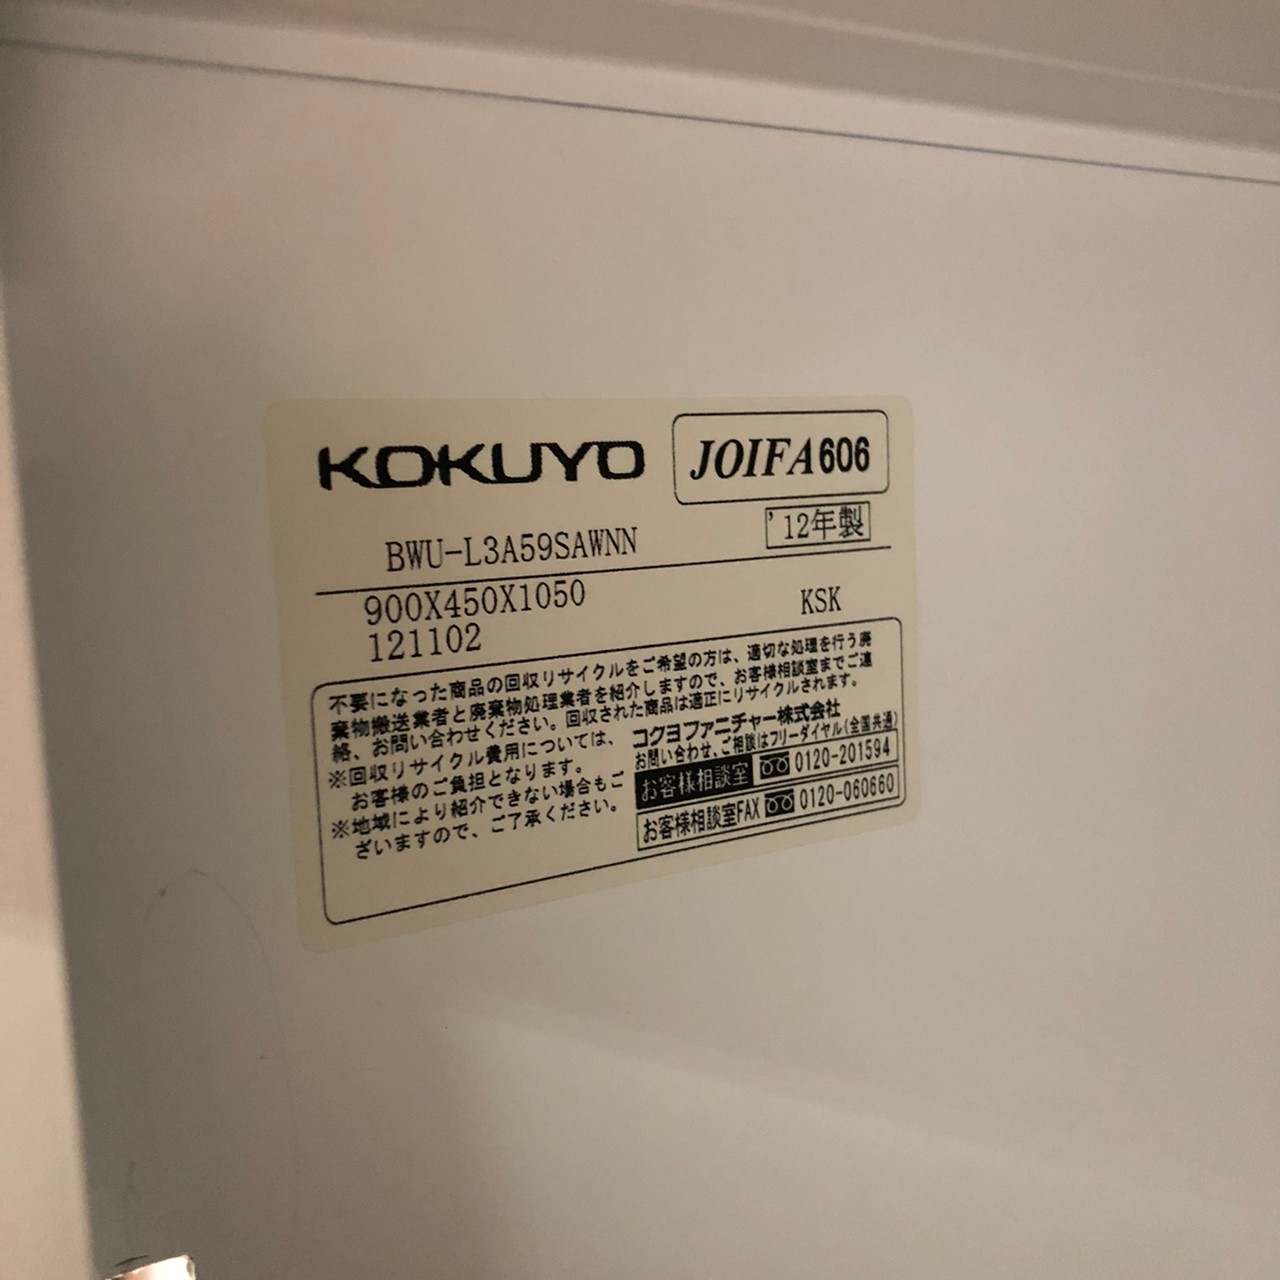 KOKUYO
JOIFA606
BWU-L3A59SAWNN
'12年製
900X450X1050
KSK
121102
不要になった商品の回収リサイクルをご希望の方は、適切な処理を行う廃
棄物搬送業者と廃棄物処理業者を紹介しますので、お客様相談室までご連
絡、お問い合わせください。回収された商品は適正にリサイクルされます。
※回収リサイクル費用については、
お客様のご負担となります。
※地域により紹介できない場合もご
ざいますので、ご了承ください。
コクヨファニチャー株式会社
お問い合わせ、ご相談はフリーダイヤル(全国共通)
お客様相談室 0120-201594
お客様相談室FAX 0120-060660